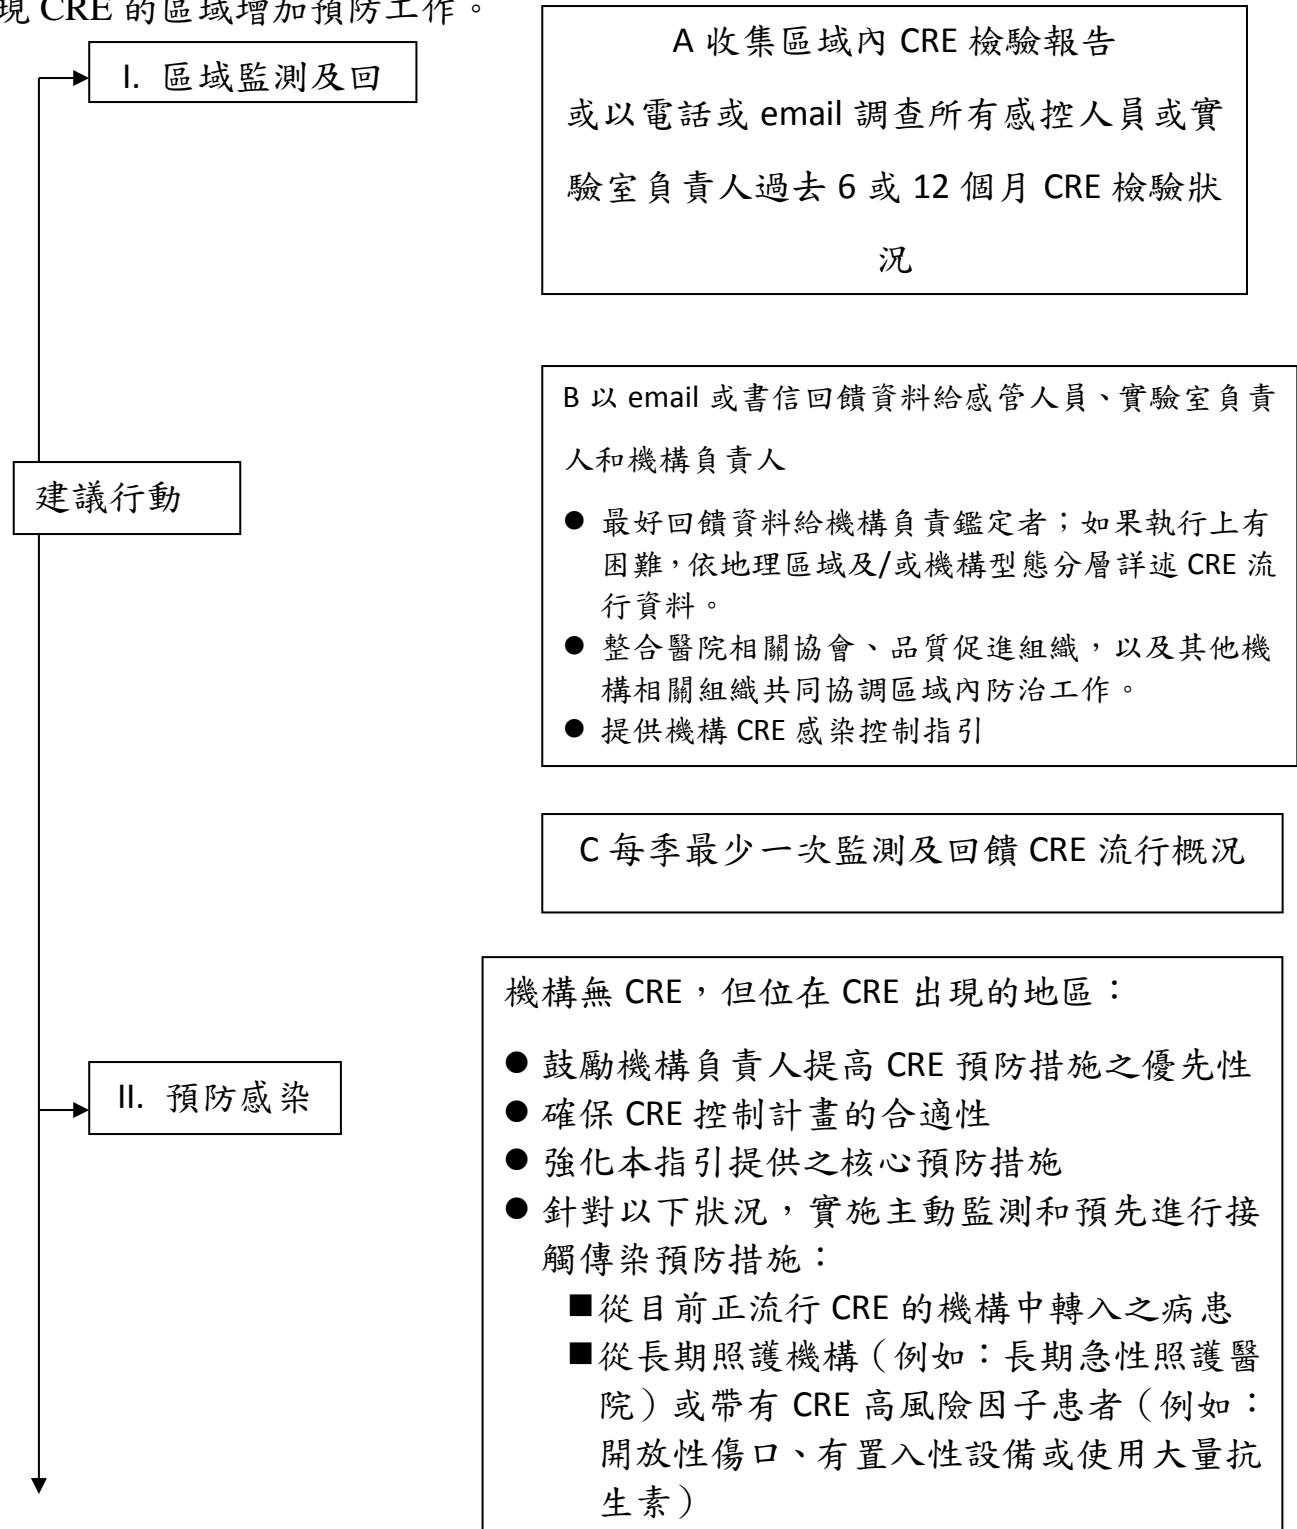 現 CRE 的區域增加預防工作。
I. 區域監測及回
A 收集區域內 CRE 檢驗報告
或以電話或 email 調查所有感控人員或實
驗室負責人過去 6 或 12 個月 CRE 檢驗狀
況
B 以 email 或書信回饋資料給感管人員、實驗室負責
人和機構負責人
● 最好回饋資料給機構負責鑑定者；如果執行上有
困難，依地理區域及/或機構型態分層詳述 CRE 流
行資料。
● 整合醫院相關協會、品質促進組織，以及其他機
構相關組織共同協調區域內防治工作。
● 提供機構 CRE 感染控制指引
建議行動
C 每季最少一次監測及回饋 CRE 流行概況
II. 預防感染
機構無 CRE，但位在 CRE 出現的地區：
● 鼓勵機構負責人提高 CRE 預防措施之優先性
● 確保 CRE 控制計畫的合適性
● 強化本指引提供之核心預防措施
● 針對以下狀況，實施主動監測和預先進行接
觸傳染預防措施：
■從目前正流行 CRE 的機構中轉入之病患
■從長期照護機構（例如：長期急性照護醫
院）或帶有 CRE 高風險因子患者（例如：
開放性傷口、有置入性設備或使用大量抗
生素）